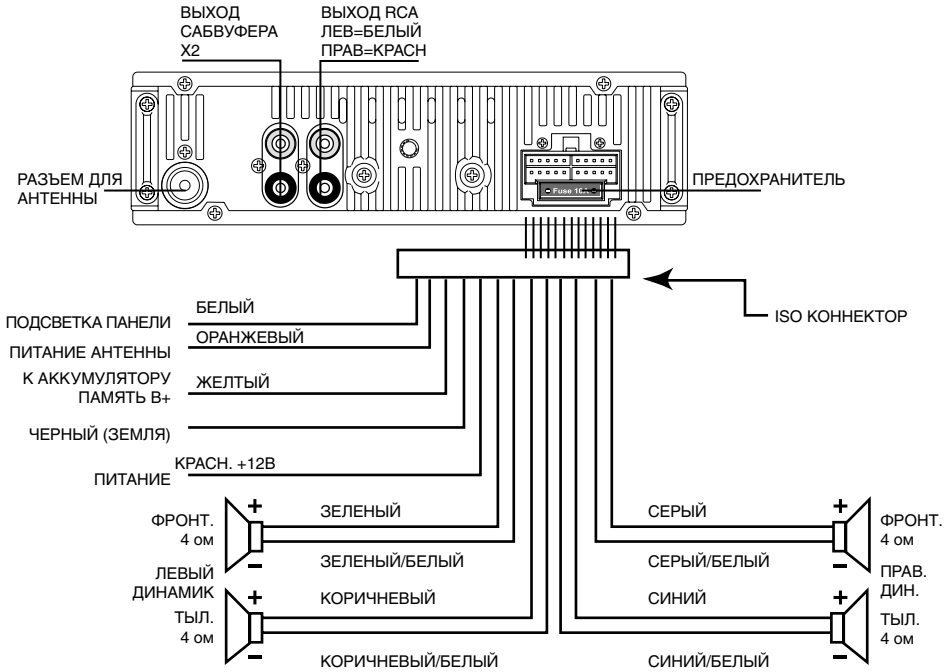 ВЫХОД
САБВУФЕРА
X2
ВЫХОД RCA
ЛЕВ=БЕЛЫЙ
ПРАВ=КРАСН
РАЗЪЕМ ДЛЯ
АНТЕННЫ
Fuse 10A
ПРЕДОХРАНИТЕЛЬ
ISO КОННЕКТОР
БЕЛЫЙ
ПОДСВЕТКА ПАНЕЛИ
ОРАНЖЕВЫЙ
ПИТАНИЕ АНТЕННЫ
К АККУМУЛЯТОРУ
ПАМЯТЬ B+
ЖЕЛТЫЙ
ЧЕРНЫЙ (ЗЕМЛЯ)
КРАСН. +12В
ПИТАНИЕ
ФРОНТ.
4 ом
+
–
ЗЕЛЕНЫЙ
ЗЕЛЕНЫЙ/БЕЛЫЙ
СЕРЫЙ
СЕРЫЙ/БЕЛЫЙ
+
–
ФРОНТ.
4 ом
ЛЕВЫЙ
ДИНАМИК
ПРАВ.
ДИН.
ТЫЛ.
4 ом
+
–
КОРИЧНЕВЫЙ
КОРИЧНЕВЫЙ/БЕЛЫЙ
СИНИЙ
СИНИЙ/БЕЛЫЙ
+
–
ТЫЛ.
4 ом